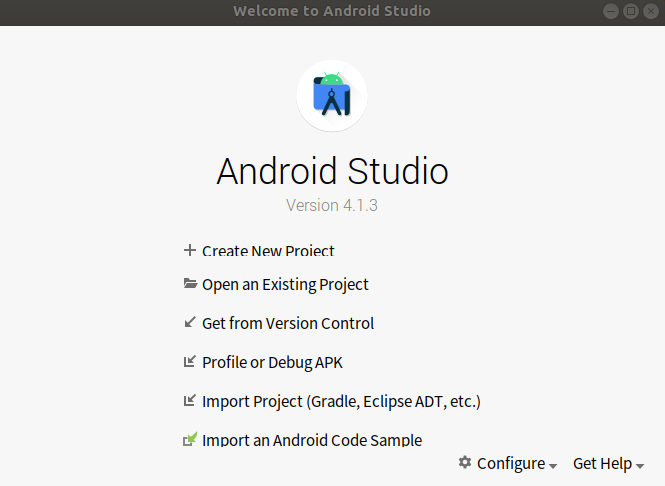 Welcome to Android Studio
Android Studio
Version 4.1.3
Create New Project
Open an Existing Project
Get from Version Control
Profile or Debug APK
Import Project (Gradle, Eclipse ADT, etc.)
Import an Android Code Sample
Configure
Get Help